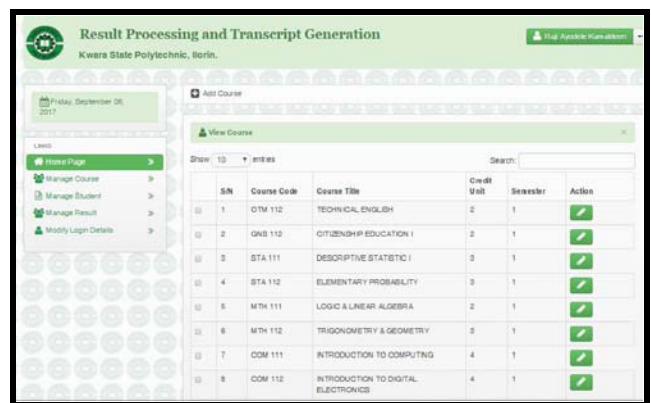 Result Processing and Transcript Generation
Kwara State Polytechnic, Ilorin.
Raji Ayodele Kamaldeen
Friday, September 08, 2017
LINKS
Home Page
Manage Course
Manage Student
Manage Result
Modify Login Details
Add Course
View Course
Show 10 entries
Search:
S/N Course Code Course Title Credit Unit Semester Action
1 OTM 112 TECHNICAL ENGLISH 2 1
2 GNS 112 CITIZENSHIP EDUCATION I 2 1
3 STA 111 DESCRIPTIVE STATISTIC I 3 1
4 STA 112 ELEMENTARY PROBABILITY 3 1
5 MTH 111 LOGIC & LINEAR ALGEBRA 2 1
6 MTH 112 TRIGONOMETRY & GEOMETRY 3 1
7 COM 111 INTRODUCTION TO COMPUTING 4 1
8 COM 112 INTRODUCTION TO DIGITAL ELECTRONICS 4 1